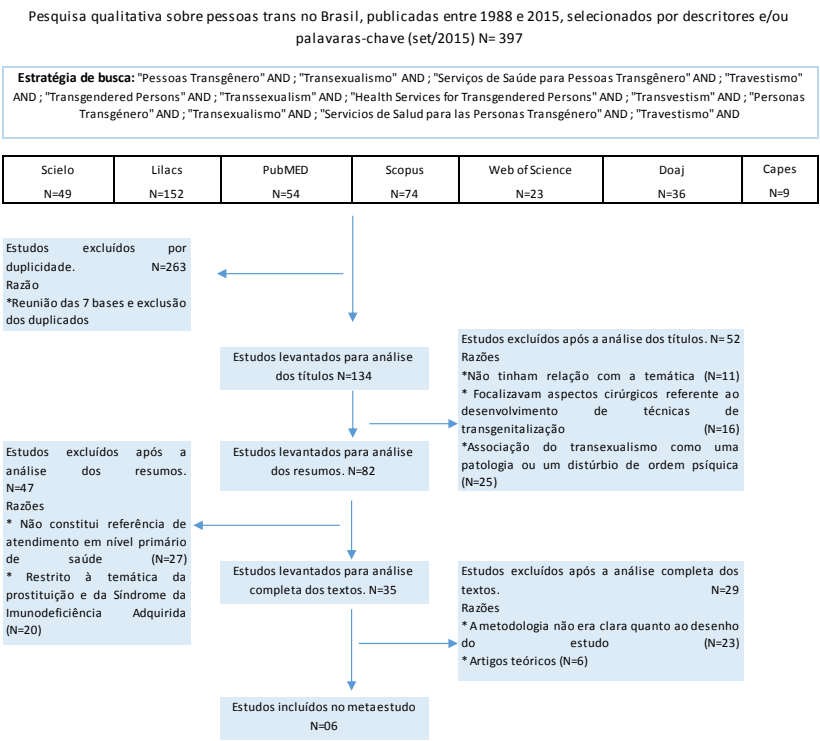 Pesquisa qualitativa sobre pessoas trans no Brasil, publicadas entre 1988 e 2015, selecionados por descritores e/ou
palavaras-chave (set/2015) N= 397
Estratégia de busca: "Pessoas Transgênero" AND ; "Transexualismo" AND ; "Serviços de Saúde para Pessoas Transgênero" AND ; "Travestismo"
AND ; "Transgendered Persons" AND ; "Transsexualism" AND ; "Health Services for Transgendered Persons" AND ; "Transvestism" AND ; "Personas
Transgénero" AND ; "Transexualismo" AND ; "Servicios de Salud para las Personas Transgénero" AND ; "Travestismo" AND
Scielo
N=49
Lilacs
N=152
PubMED
N=54
Scopus
N=74
Web of Science
N=23
Doaj
N=36
Capes
N=9
Estudos excluídos por
duplicidade. N=263
Razão
*Reunião das 7 bases e exclusão
dos duplicados
Estudos levantados para análise
dos títulos N=134
Estudos excluídos após a análise dos títulos. N= 52
Razões
*Não tinham relação com a temática (N=11)
* Focalizavam aspectos cirúrgicos referente ao
desenvolvimento de técnicas de
transgenitalização (N=16)
*Associação do transexualismo como uma
patologia ou um distúrbio de ordem psíquica
(N=25)
Estudos levantados para análise
dos resumos. N=82
Estudos excluídos após a
análise dos resumos.
N=47
Razões
* Não constitui referência de
atendimento em nível primário
de saúde (N=27)
* Restrito à temática da
prostituição e da Síndrome da
Imunodeficiência Adquirida
(N=20)
Estudos levantados para análise
completa dos textos. N=35
Estudos excluídos após a análise completa dos
textos. N=29
Razões
* A metodologia não era clara quanto ao desenho
do estudo (N=23)
* Artigos teóricos (N=6)
Estudos incluídos no metaestudo
N=06